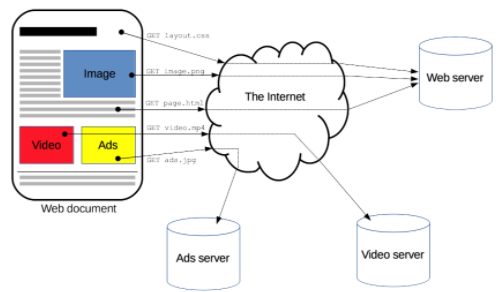 GET layout.css
Image
GET image.png
Web server
The Internet
GET page.html
GET video.mp4
Video
Ads
GET ads.jpg
Web document
Ads server
Video server